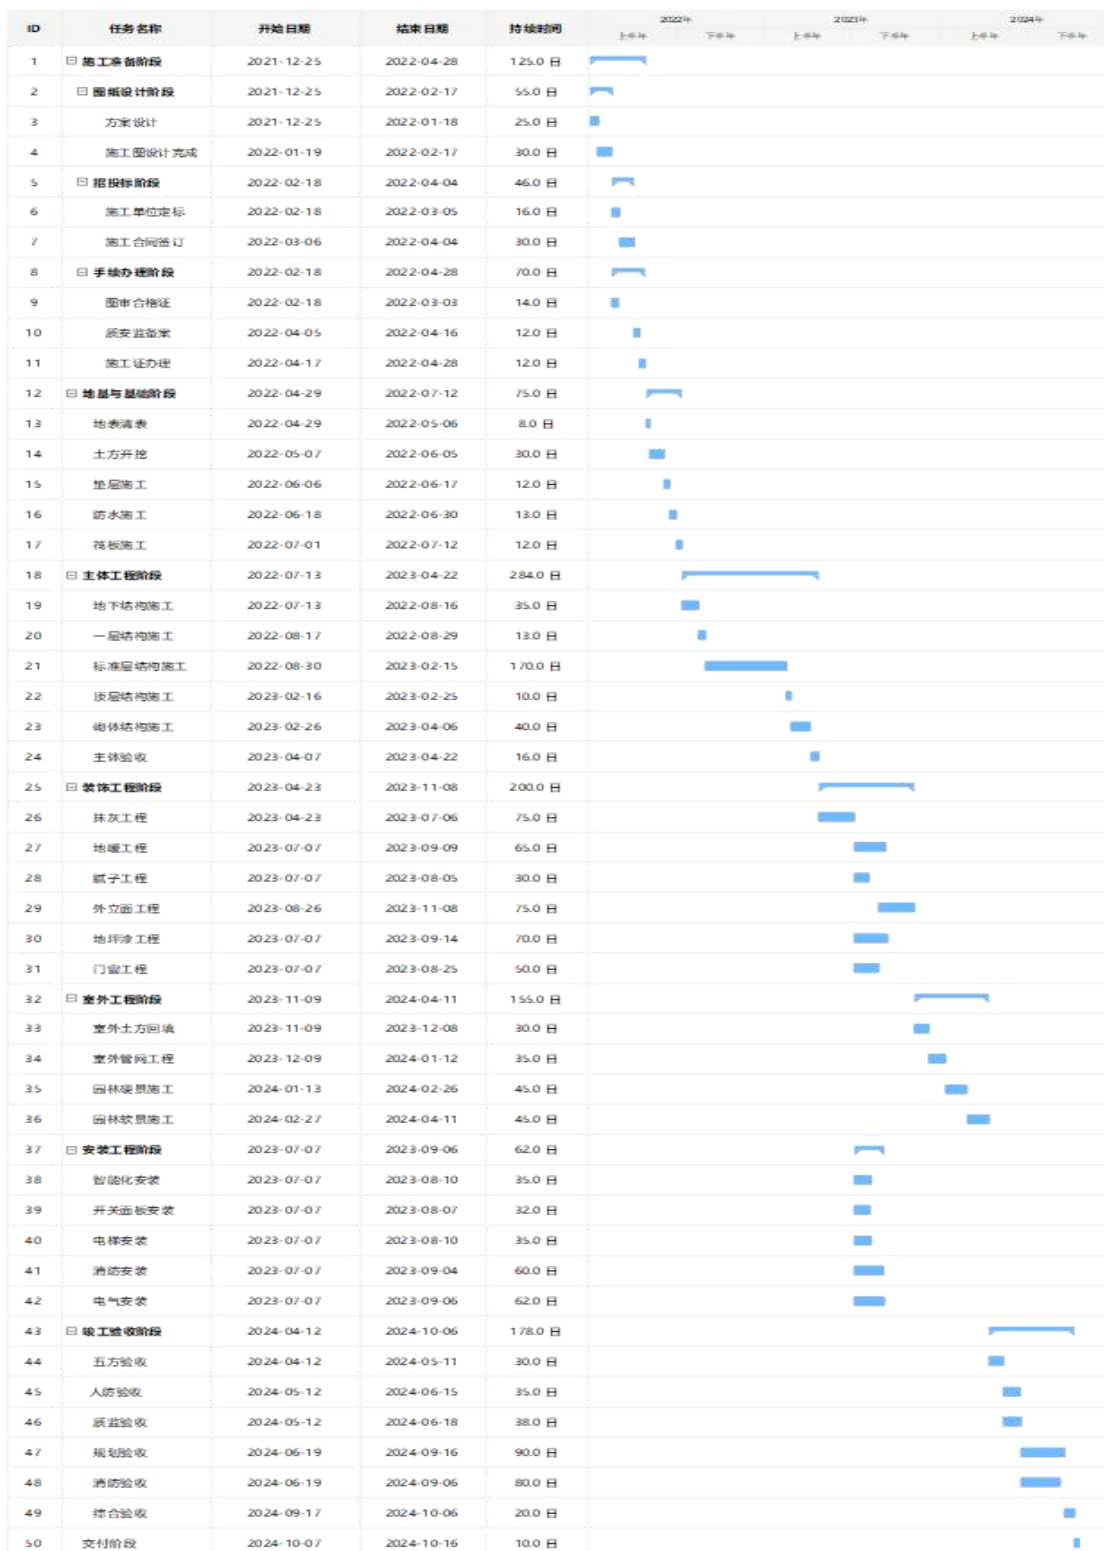 ID 任务名称 开始日期 结束日期 持续时间 2022年 2023年 2024年
上半年 下半年 上半年 下半年 上半年 下半年
1 施工准备阶段 2021-12-25 2022-04-28 125.0 日
2 图纸设计阶段 2021-12-25 2022-02-17 55.0 日
3 方案设计 2021-12-25 2022-01-18 25.0 日
4 施工图设计完成 2022-01-19 2022-02-17 30.0 日
5 招投标阶段 2022-02-18 2022-04-04 46.0 日
6 施工单位定标 2022-02-18 2022-03-05 16.0 日
7 施工合同签订 2022-03-06 2022-04-04 30.0 日
8 手续办理阶段 2022-02-18 2022-04-28 70.0 日
9 图审合格证 2022-02-18 2022-03-03 14.0 日
10 质安监备案 2022-04-05 2022-04-16 12.0 日
11 施工证办理 2022-04-17 2022-04-28 12.0 日
12 地基与基础阶段 2022-04-29 2022-07-12 75.0 日
13 地表清表 2022-04-29 2022-05-06 8.0 日
14 土方开挖 2022-05-07 2022-06-05 30.0 日
15 垫层施工 2022-06-06 2022-06-17 12.0 日
16 防水施工 2022-06-18 2022-06-30 13.0 日
17 筏板施工 2022-07-01 2022-07-12 12.0 日
18 主体工程阶段 2022-07-13 2023-04-22 284.0 日
19 地下结构施工 2022-07-13 2022-08-16 35.0 日
20 一层结构施工 2022-08-17 2022-08-29 13.0 日
21 标准层结构施工 2022-08-30 2023-02-15 170.0 日
22 顶层结构施工 2023-02-16 2023-02-25 10.0 日
23 砌体结构施工 2023-02-26 2023-04-06 40.0 日
24 主体验收 2023-04-07 2023-04-22 16.0 日
25 装饰工程阶段 2023-04-23 2023-11-08 200.0 日
26 抹灰工程 2023-04-23 2023-07-06 75.0 日
27 地暖工程 2023-07-07 2023-09-09 65.0 日
28 腻子工程 2023-07-07 2023-08-05 30.0 日
29 外立面工程 2023-08-26 2023-11-08 75.0 日
30 地坪漆工程 2023-07-07 2023-09-14 70.0 日
31 门窗工程 2023-07-07 2023-08-25 50.0 日
32 室外工程阶段 2023-11-09 2024-04-11 155.0 日
33 室外土方回填 2023-11-09 2023-12-08 30.0 日
34 室外管网工程 2023-12-09 2024-01-12 35.0 日
35 园林硬景施工 2024-01-13 2024-02-26 45.0 日
36 园林软景施工 2024-02-27 2024-04-11 45.0 日
37 安装工程阶段 2023-07-07 2023-09-06 62.0 日
38 智能化安装 2023-07-07 2023-08-10 35.0 日
39 开关面板安装 2023-07-07 2023-08-07 32.0 日
40 电梯安装 2023-07-07 2023-08-10 35.0 日
41 消防安装 2023-07-07 2023-09-04 60.0 日
42 电气安装 2023-07-07 2023-09-06 62.0 日
43 竣工验收阶段 2024-04-12 2024-10-06 178.0 日
44 五方验收 2024-04-12 2024-05-11 30.0 日
45 人防验收 2024-05-12 2024-06-15 35.0 日
46 质监验收 2024-05-12 2024-06-18 38.0 日
47 规划验收 2024-06-19 2024-09-16 90.0 日
48 消防验收 2024-06-19 2024-09-06 80.0 日
49 综合验收 2024-09-17 2024-10-06 20.0 日
50 交付阶段 2024-10-07 2024-10-16 10.0 日